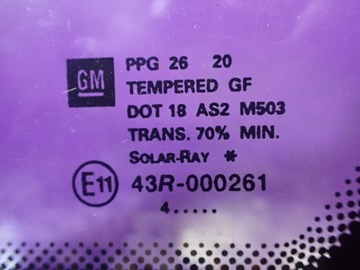 GM
PPG 26 20
TEMPERED GF
DOT 18 AS2 M503
TRANS. 70% MIN.
SOLAR-RAY *
E11 43R-000261
4.....